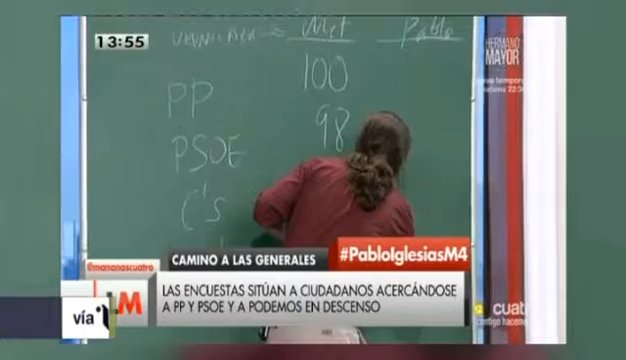 Met Pablo
13:55
HERMANO
MAYOR
100
PP
98
PSOE
C's
@mananascuatro
CAMINO A LAS GENERALES
#PabloIglesiasM4
LAS ENCUESTAS SITÚAN A CIUDADANOS ACERCÁNDOSE
A PP Y PSOE Y A PODEMOS EN DESCENSO
:M
vía
cuatro